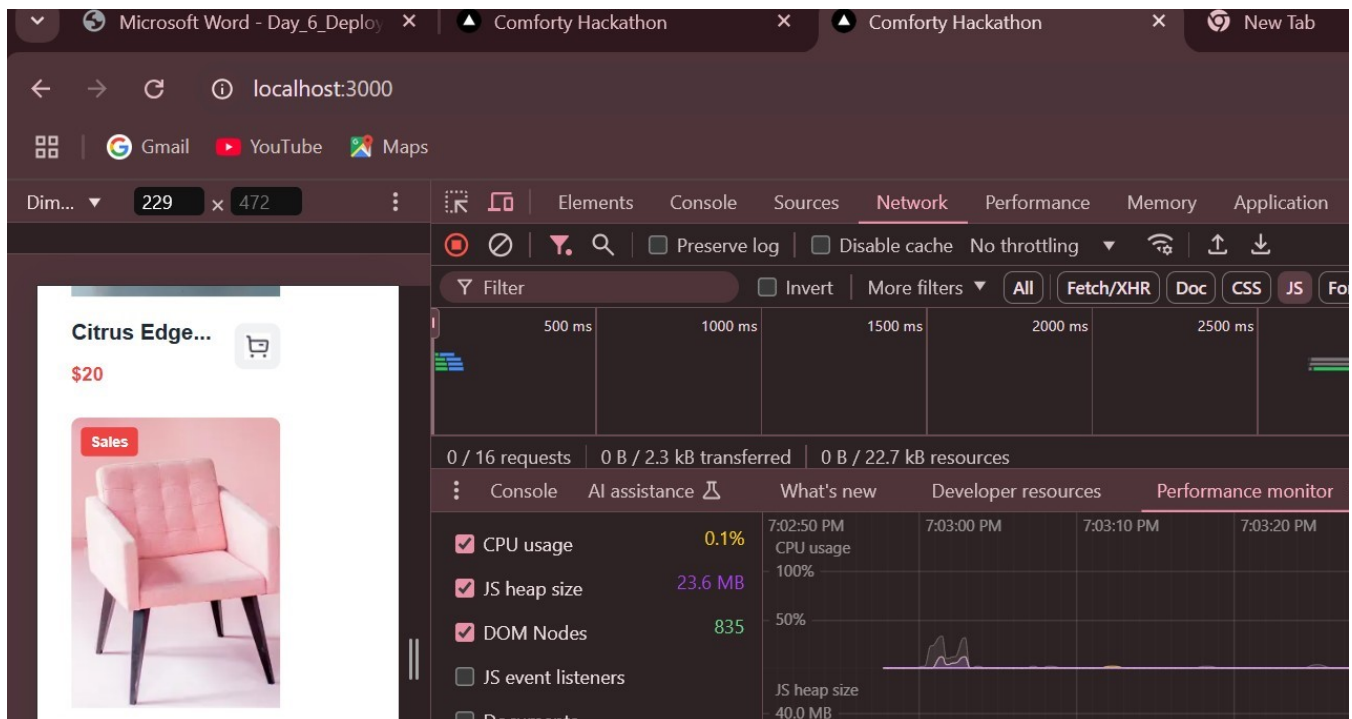 Microsoft Word - Day_6_Deploy Comforty Hackathon Comforty Hackathon New Tab
localhost:3000
Gmail YouTube Maps
Dim... 229 × 472
Elements Console Sources Network Performance Memory Application
Preserve log Disable cache No throttling
Filter Invert More filters All Fetch/XHR Doc CSS JS Fo
500 ms 1000 ms 1500 ms 2000 ms 2500 ms
Citrus Edge...
$20
Sales
0 / 16 requests 0 B / 2.3 kB transferred 0 B / 22.7 kB resources
Console AI assistance What's new Developer resources Performance monitor
CPU usage 0.1%
JS heap size 23.6 MB
DOM Nodes 835
JS event listeners
Documents
7:02:50 PM 7:03:00 PM 7:03:10 PM 7:03:20 PM
CPU usage
100%
50%
JS heap size
40.0 MB